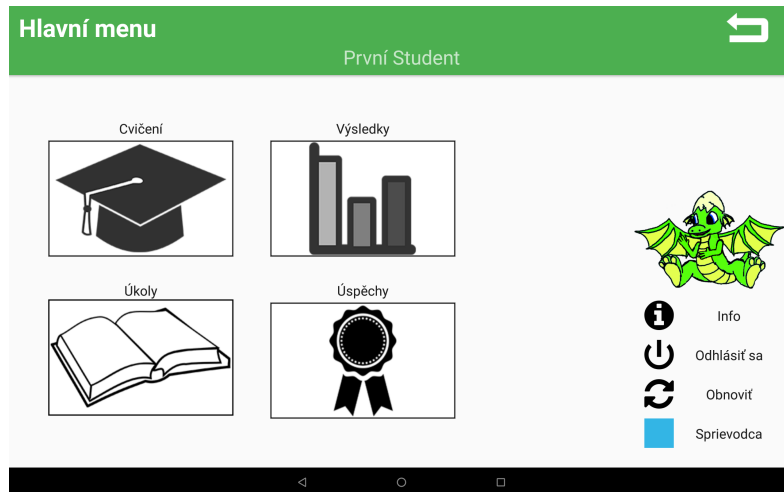 Hlavní menu
První Student
Cvičení
Výsledky
Úkoly
Úspěchy
Info
Odhlásiť sa
Obnoviť
Sprievodca